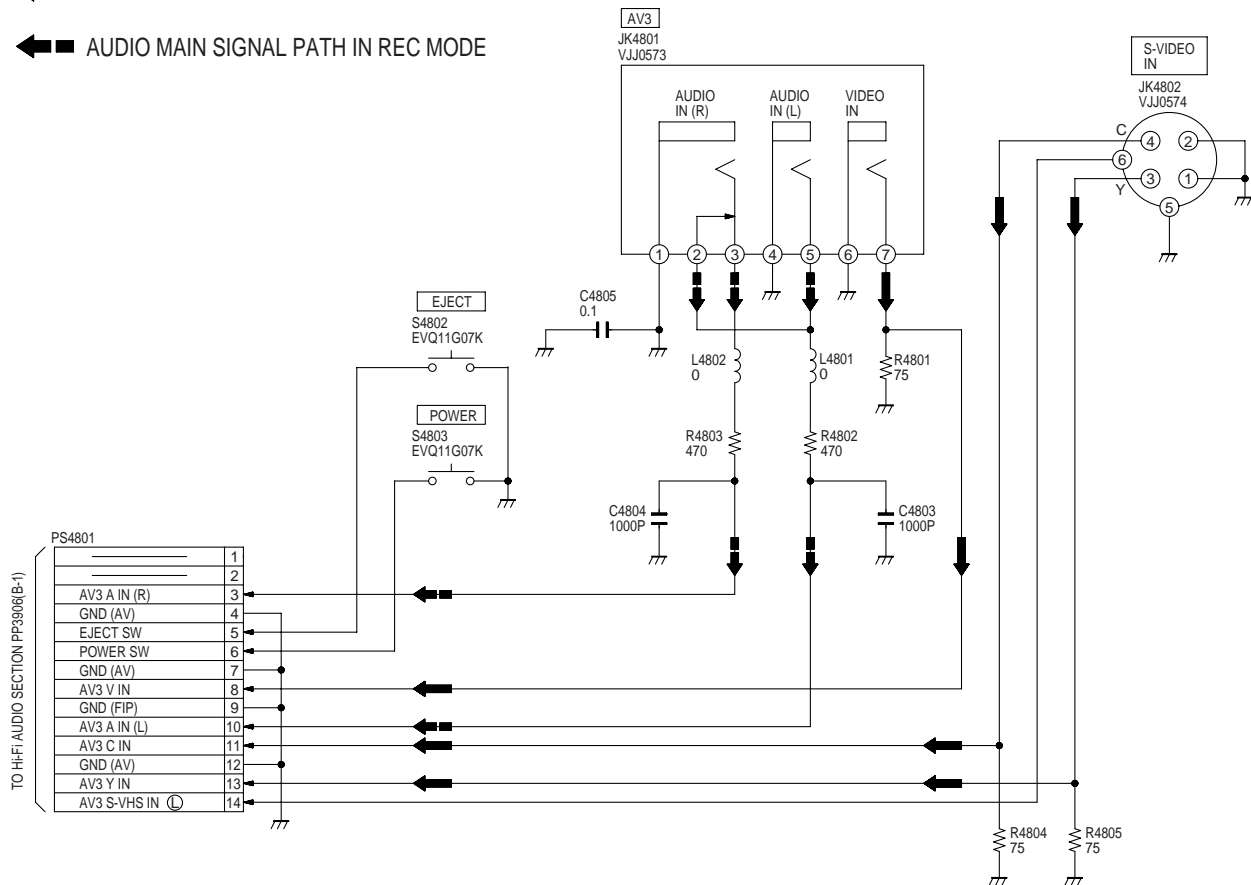 AUDIO MAIN SIGNAL PATH IN REC MODE
AV3
JK4801
VJJ0573
AUDIO
IN (R)
AUDIO
IN (L)
VIDEO
IN
1
2
3
4
5
6
7
S-VIDEO
IN
JK4802
VJJ0574
C
4
2
6
3
1
Y
5
C4805
0.1
EJECT
S4802
EVQ11G07K
POWER
S4803
EVQ11G07K
L4802
0
L4801
0
R4801
75
R4803
470
R4802
470
C4804
1000P
C4803
1000P
PS4801
TO Hi-Fi AUDIO SECTION PP3906(B-1)
1
2
AV3 A IN (R) 3
GND (AV) 4
EJECT SW 5
POWER SW 6
GND (AV) 7
AV3 V IN 8
GND (FIP) 9
AV3 A IN (L) 10
AV3 C IN 11
GND (AV) 12
AV3 Y IN 13
AV3 S-VHS IN Ⓛ 14
R4804
75
R4805
75